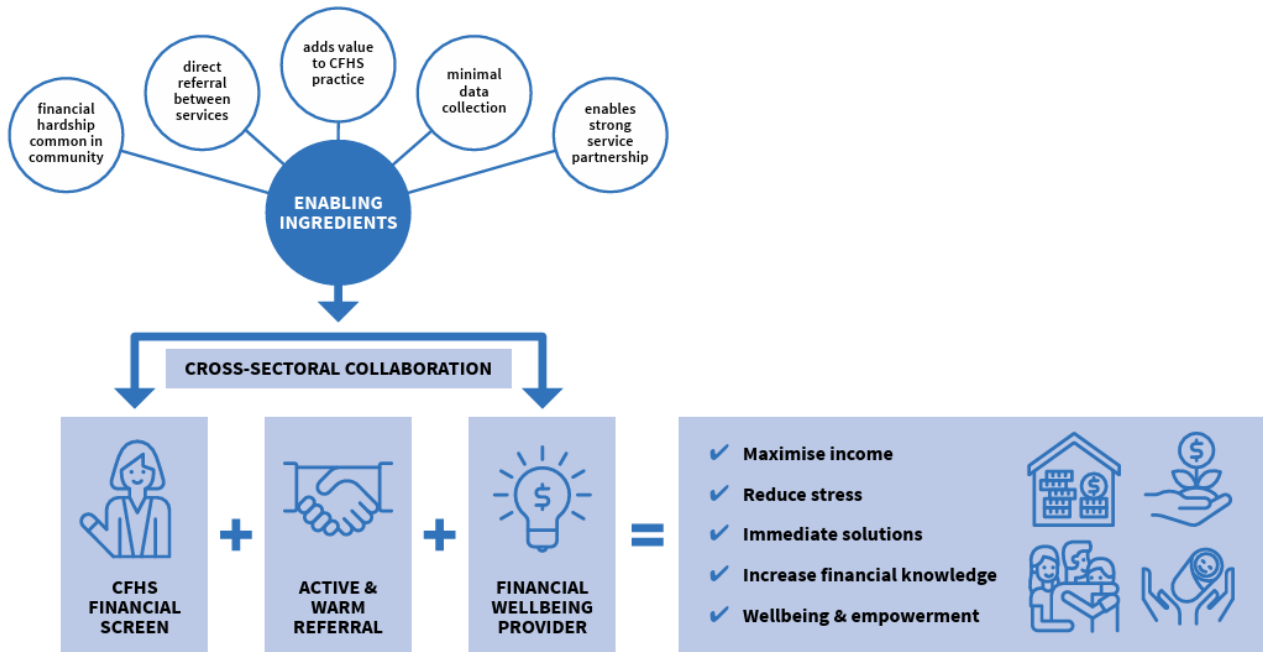 financial
hardship
common in
community
direct
referral
between
services
adds value
to CFHS
practice
minimal
data
collection
enables
strong
service
partnership
ENABLING
INGREDIENTS
CROSS-SECTORAL COLLABORATION
CFHS
FINANCIAL
SCREEN
+
ACTIVE &
WARM
REFERRAL
+
$
FINANCIAL
WELLBEING
PROVIDER
=
✔ Maximise income
✔ Reduce stress
✔ Immediate solutions
✔ Increase financial knowledge
✔ Wellbeing & empowerment
$
$